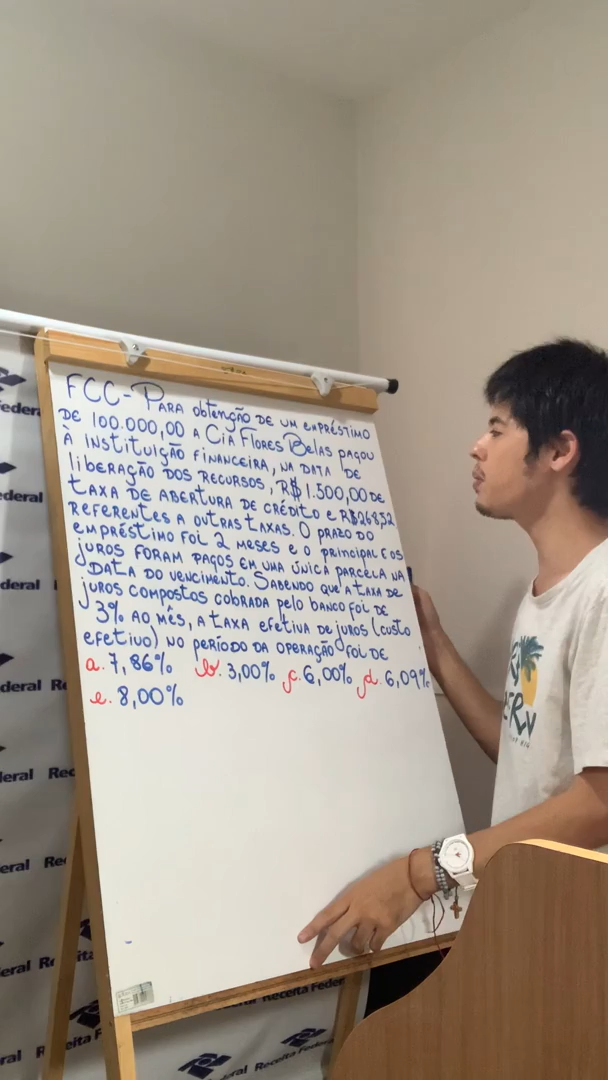 FCC - Para obtenção de um empréstimo
de 100.000,00 a Cia Flores Belas pagou
à instituição financeira, na data de
liberação dos recursos, R$ 1.500,00 de
taxa de abertura de crédito e R$ 268,32
referentes a outras taxas. O prazo do
empréstimo foi 2 meses e o principal e os
juros foram pagos em uma única parcela na
data do vencimento. Sabendo que a taxa de
juros compostos cobrada pelo banco foi de
3% ao mês, a taxa efetiva de juros (custo
efetivo) no período da operação foi de
a. 7,86% b. 3,00% c. 6,00% d. 6,09%
e. 8,00%
Receita Federal